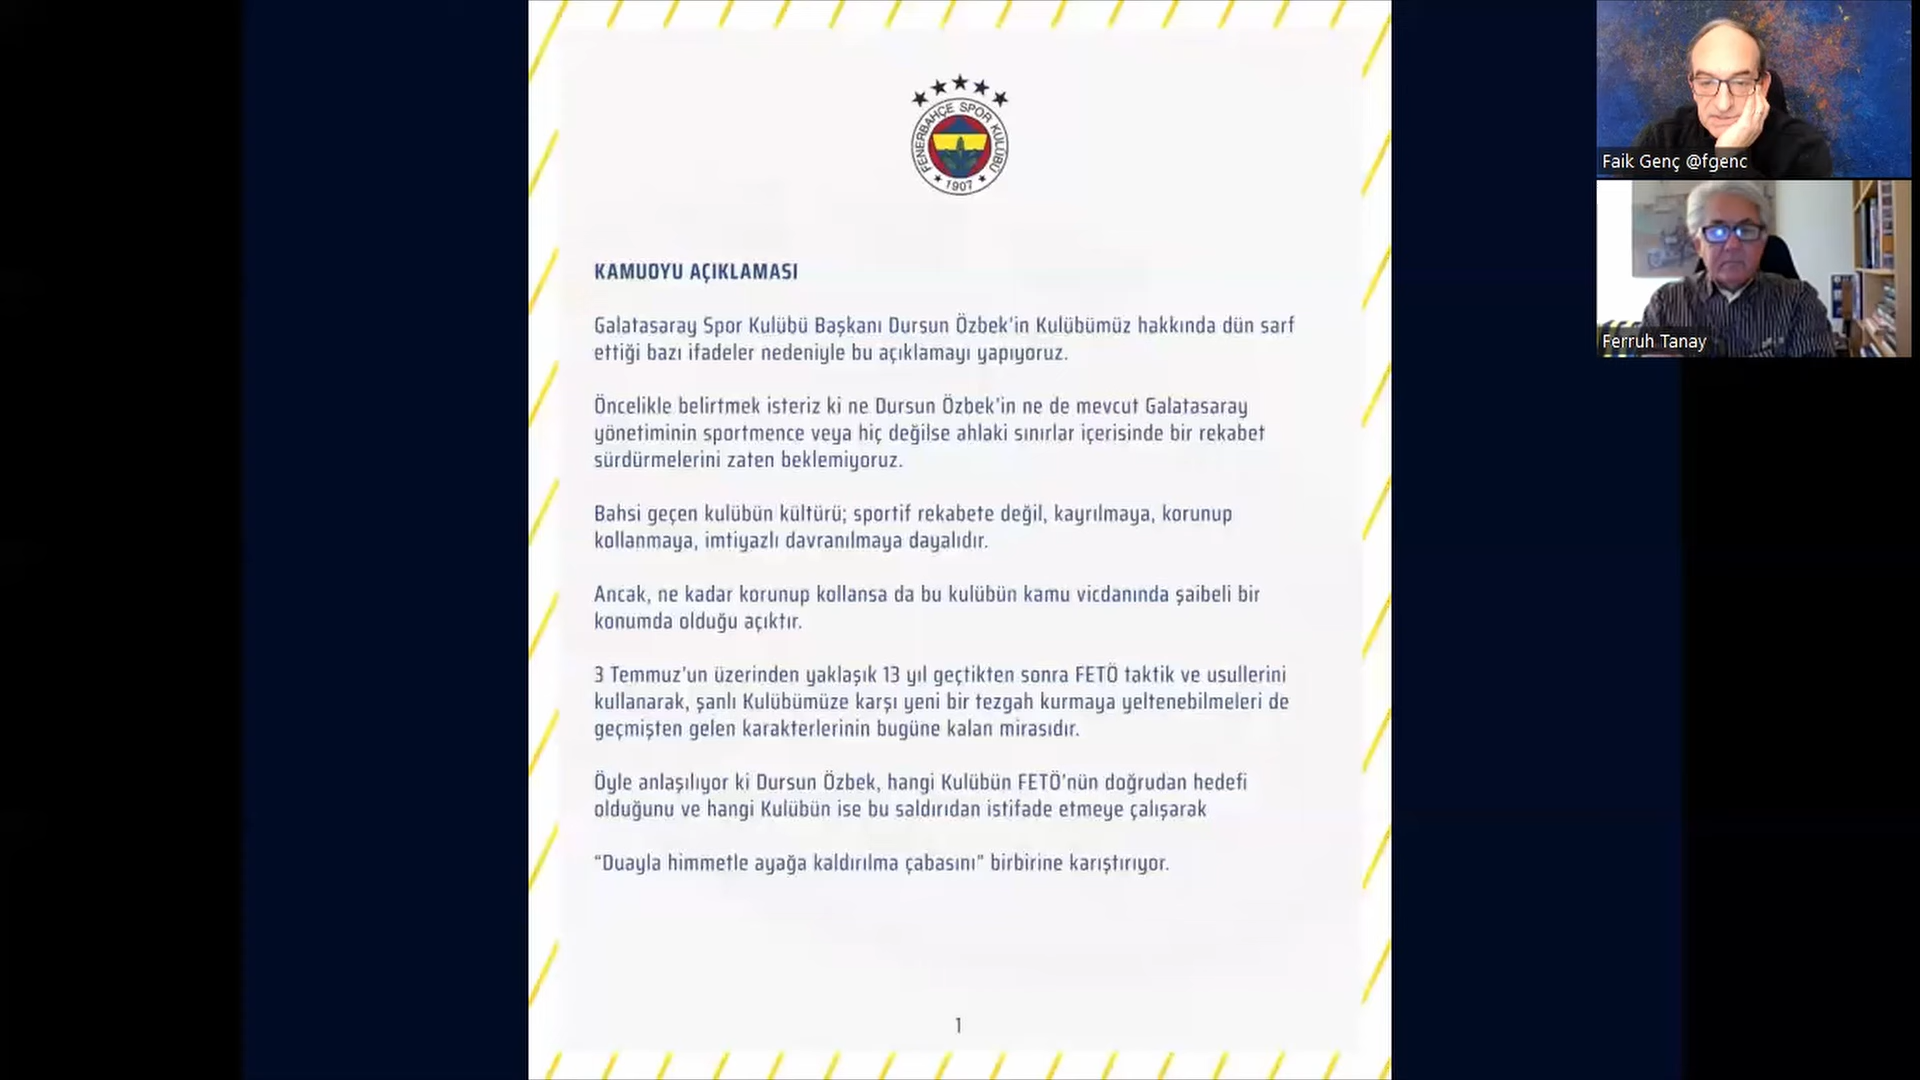 FENERBAHÇE SPOR KULÜBÜ
1907
KAMUOYU AÇIKLAMASI
Galatasaray Spor Kulübü Başkanı Dursun Özbek'in Kulübümüz hakkında dün sarf
ettiği bazı ifadeler nedeniyle bu açıklamayı yapıyoruz.
Öncelikle belirtmek isteriz ki ne Dursun Özbek'in ne de mevcut Galatasaray
yönetiminin sportmence veya hiç değilse ahlaki sınırlar içerisinde bir rekabet
sürdürmelerini zaten beklemiyoruz.
Bahsi geçen kulübün kültürü; sportif rekabete değil, kayrılmaya, korunup
kollanmaya, imtiyazlı davranılmaya dayalıdır.
Ancak, ne kadar korunup kollansa da bu kulübün kamu vicdanında şaibeli bir
konumda olduğu açıktır.
3 Temmuz'un üzerinden yaklaşık 13 yıl geçtikten sonra FETÖ taktik ve usullerini
kullanarak, şanlı Kulübümüze karşı yeni bir tezgah kurmaya yeltenebilmeleri de
geçmişten gelen karakterlerinin bugüne kalan mirasıdır.
Öyle anlaşılıyor ki Dursun Özbek, hangi Kulübün FETÖ'nün doğrudan hedefi
olduğunu ve hangi Kulübün ise bu saldırıdan istifade etmeye çalışarak
"Duayla himmetle ayağa kaldırılma çabasını" birbirine karıştırıyor.
1
Faik Genç @fgenc
Ferruh Tanay